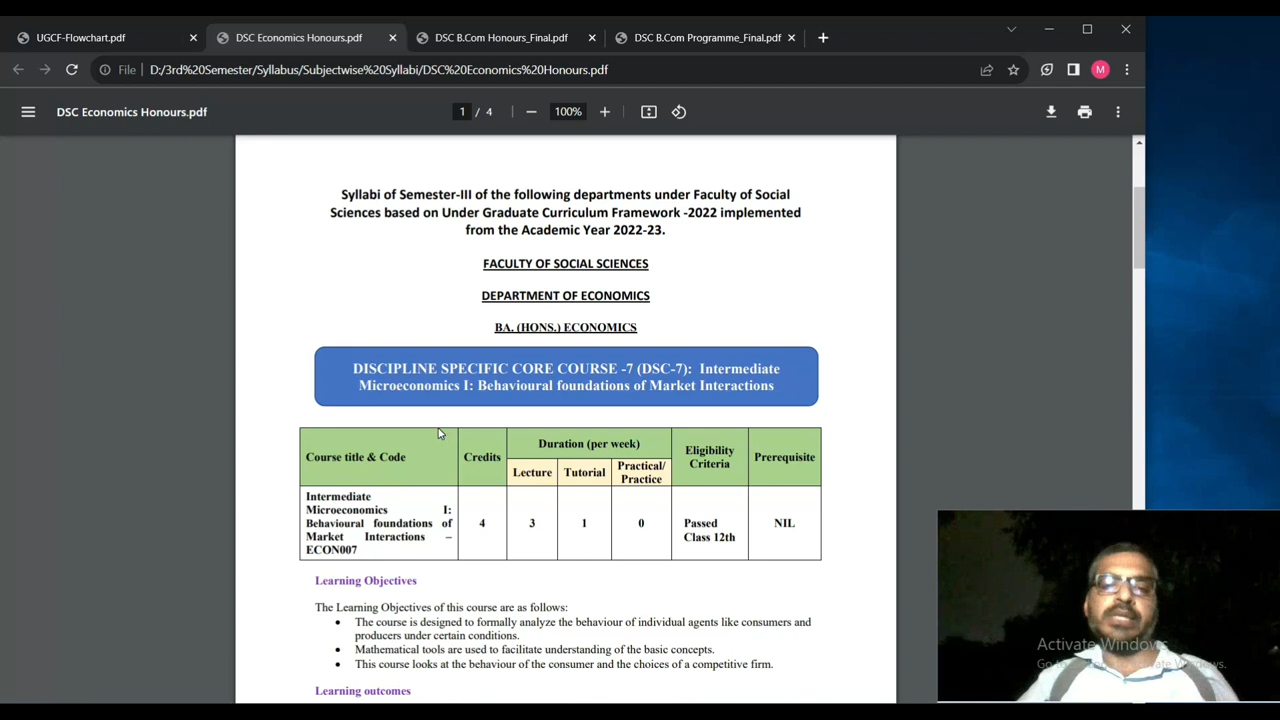 UGCF-Flowchart.pdf
DSC Economics Honours.pdf
DSC B.Com Honours_Final.pdf
DSC B.Com Programme_Final.pdf
File
D:/3rd%20Semester/Syllabus/Subjectwise%20Syllabi/DSC%20Economics%20Honours.pdf
M
DSC Economics Honours.pdf
1 / 4
100%
Syllabi of Semester-III of the following departments under Faculty of Social
Sciences based on Under Graduate Curriculum Framework -2022 implemented
from the Academic Year 2022-23.
FACULTY OF SOCIAL SCIENCES
DEPARTMENT OF ECONOMICS
BA. (HONS.) ECONOMICS
DISCIPLINE SPECIFIC CORE COURSE -7 (DSC-7): Intermediate
Microeconomics I: Behavioural foundations of Market Interactions
Course title & Code
Credits
Duration (per week)
Lecture
Tutorial
Practical/
Practice
Eligibility
Criteria
Prerequisite
Intermediate
Microeconomics I:
Behavioural foundations of
Market Interactions –
ECON007
4
3
1
0
Passed
Class 12th
NIL
Learning Objectives
The Learning Objectives of this course are as follows:
• The course is designed to formally analyze the behaviour of individual agents like consumers and
producers under certain conditions.
• Mathematical tools are used to facilitate understanding of the basic concepts.
• This course looks at the behaviour of the consumer and the choices of a competitive firm.
Learning outcomes
Activate Windows